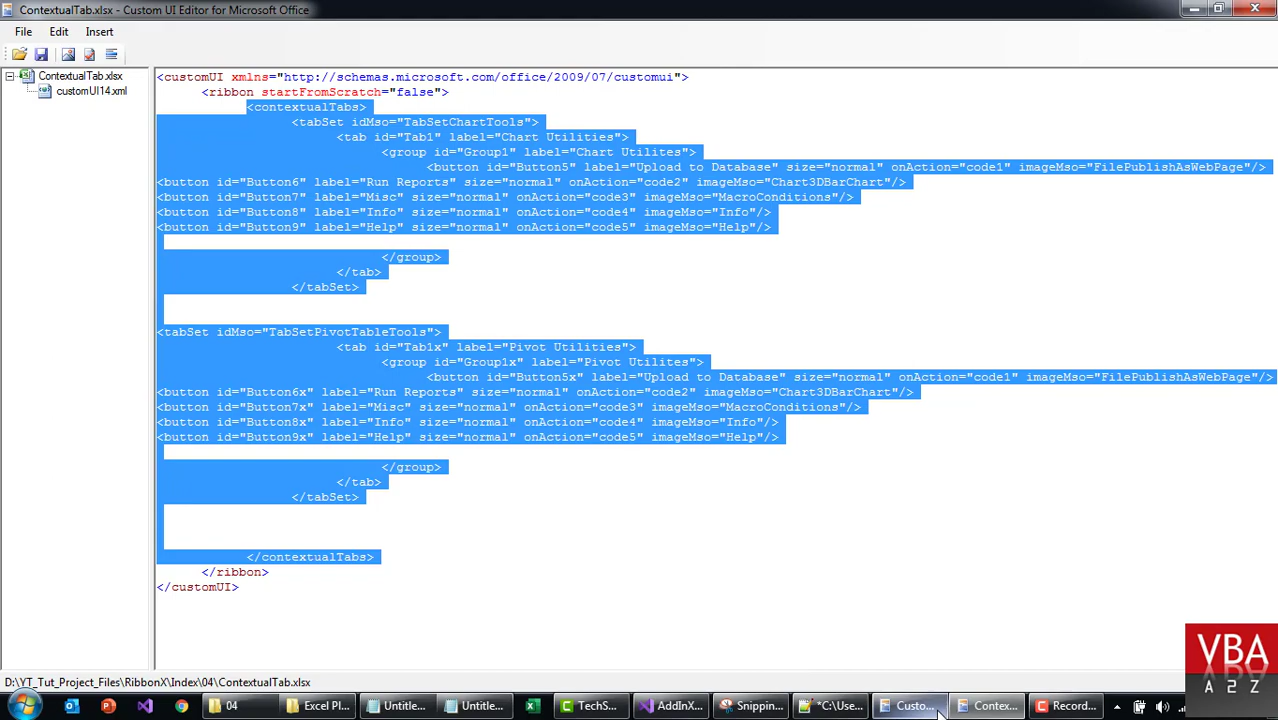 ContextualTab.xlsx - Custom UI Editor for Microsoft Office
File Edit Insert
ContextualTab.xlsx
customUI14.xml
<customUI xmlns="http://schemas.microsoft.com/office/2009/07/customui">
<ribbon startFromScratch="false">
<contextualTabs>
<tabSet idMso="TabSetChartTools">
<tab id="Tab1" label="Chart Utilities">
<group id="Group1" label="Chart Utilites">
<button id="Button5" label="Upload to Database" size="normal" onAction="code1" imageMso="FilePublishAsWebPage"/>
<button id="Button6" label="Run Reports" size="normal" onAction="code2" imageMso="Chart3DBarChart"/>
<button id="Button7" label="Misc" size="normal" onAction="code3" imageMso="MacroConditions"/>
<button id="Button8" label="Info" size="normal" onAction="code4" imageMso="Info"/>
<button id="Button9" label="Help" size="normal" onAction="code5" imageMso="Help"/>
</group>
</tab>
</tabSet>
<tabSet idMso="TabSetPivotTableTools">
<tab id="Tab1x" label="Pivot Utilities">
<group id="Group1x" label="Pivot Utilites">
<button id="Button5x" label="Upload to Database" size="normal" onAction="code1" imageMso="FilePublishAsWebPage"/>
<button id="Button6x" label="Run Reports" size="normal" onAction="code2" imageMso="Chart3DBarChart"/>
<button id="Button7x" label="Misc" size="normal" onAction="code3" imageMso="MacroConditions"/>
<button id="Button8x" label="Info" size="normal" onAction="code4" imageMso="Info"/>
<button id="Button9x" label="Help" size="normal" onAction="code5" imageMso="Help"/>
</group>
</tab>
</tabSet>
</contextualTabs>
</ribbon>
</customUI>
D:\YT_Tut_Project_Files\RibbonX\Index\04\ContextualTab.xlsx
04 Excel Pl... Untitle... Untitle... TechS... AddInX... Snippin... *C:\Use... Custo... Contex... Record...
VBA
A 2 Z